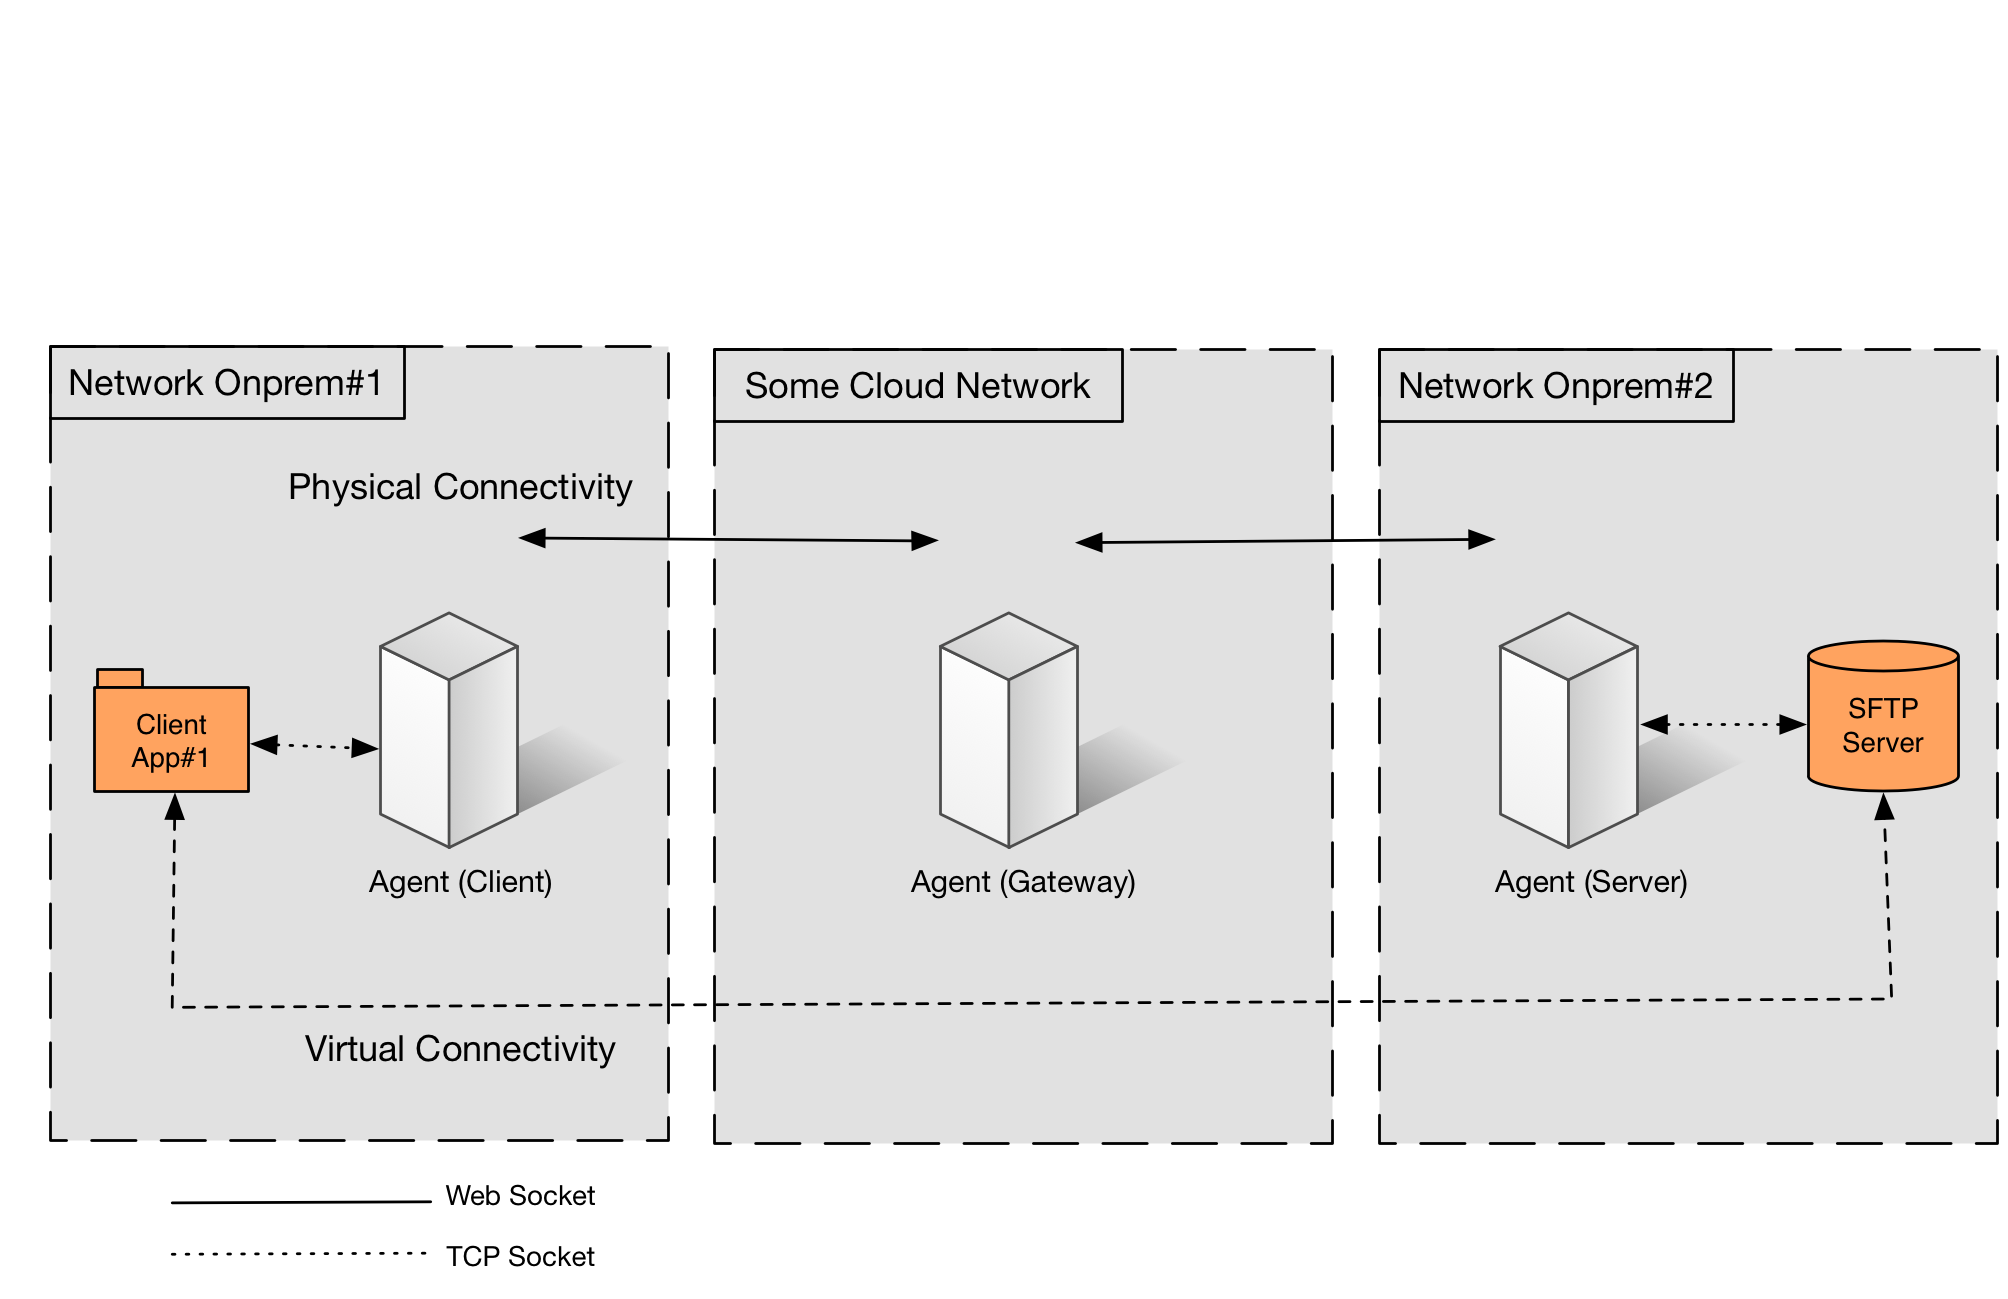 Network Onprem#1
Some Cloud Network
Network Onprem#2
Physical Connectivity
Client
App#1
SFTP
Server
Agent (Client)
Agent (Gateway)
Agent (Server)
Virtual Connectivity
Web Socket
TCP Socket